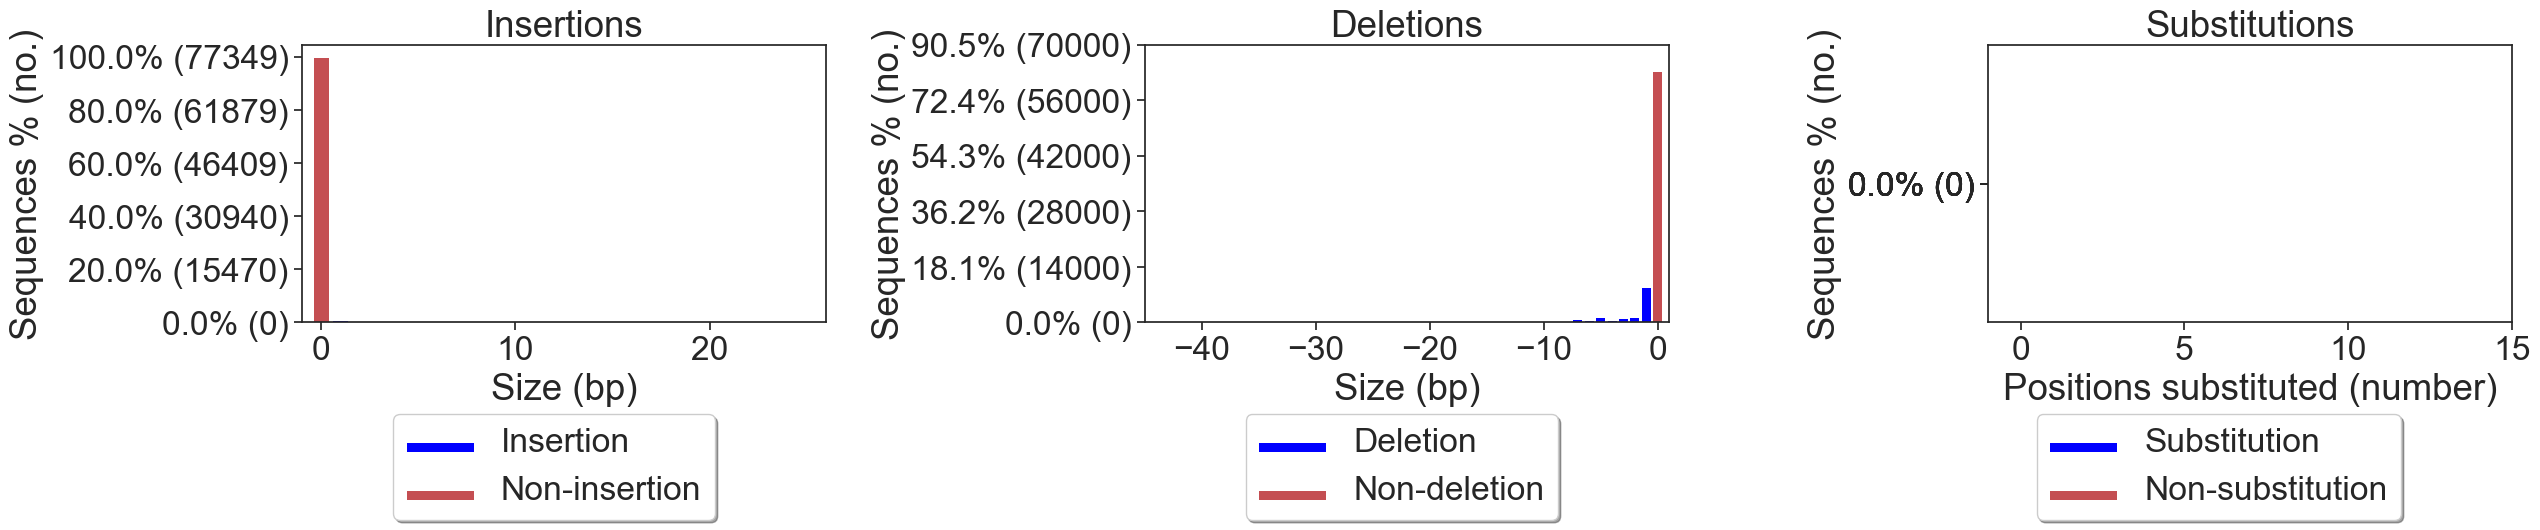 Insertions
Sequences % (no.)
100.0% (77349)
80.0% (61879)
60.0% (46409)
40.0% (30940)
20.0% (15470)
0.0% (0)
0 10 20
Size (bp)
Insertion
Non-insertion
Deletions
Sequences % (no.)
90.5% (70000)
72.4% (56000)
54.3% (42000)
36.2% (28000)
18.1% (14000)
0.0% (0)
−40 −30 −20 −10 0
Size (bp)
Deletion
Non-deletion
Substitutions
Sequences % (no.)
0.0% (0)
0 5 10 15
Positions substituted (number)
Substitution
Non-substitution